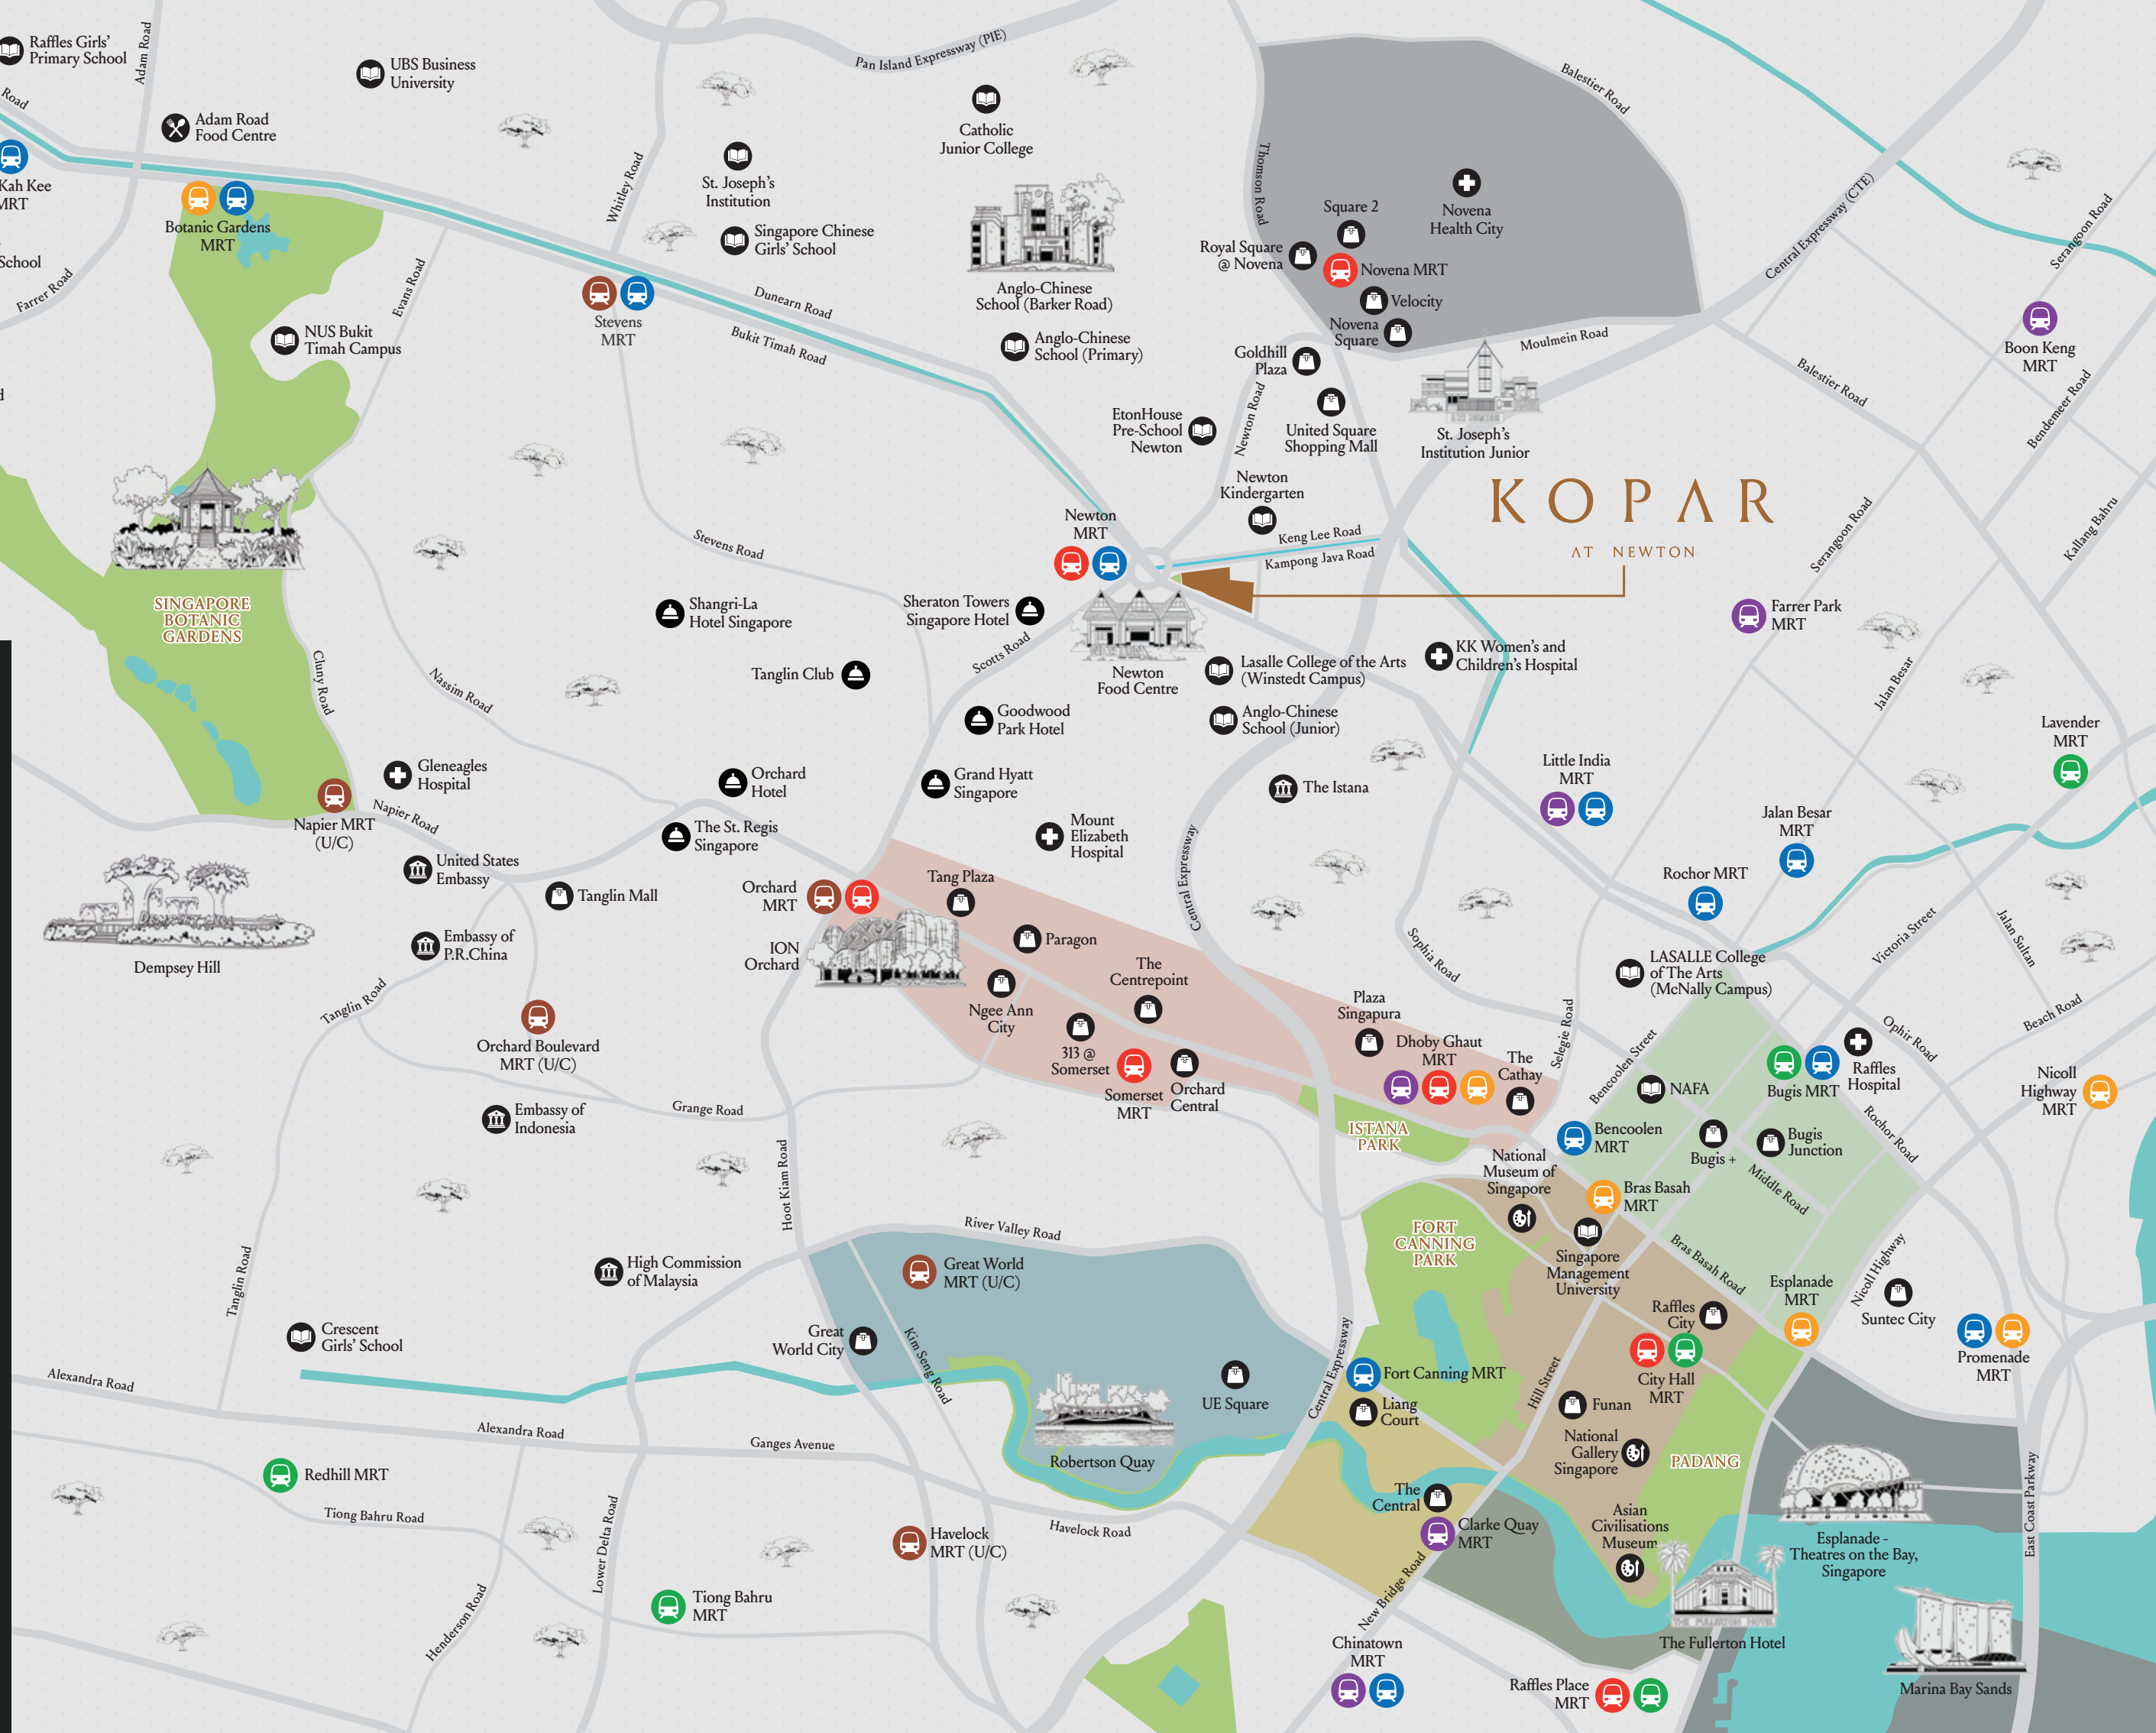 Raffles Girls'
Primary School
Adam Road
UBS Business
University
Pan Island Expressway (PIE)
Road
Adam Road
Food Centre
Catholic
Junior College
Balestier Road
Kah Kee
MRT
Botanic Gardens
MRT
School
Farrer Road
Evans Road
Whitley Road
St. Joseph's
Institution
Singapore Chinese
Girls' School
Thomson Road
Square 2
Novena
Health City
Royal Square
@ Novena
Novena MRT
Velocity
Novena
Square
Central Expressway (CTE)
Serangoon Road
Anglo-Chinese
School (Barker Road)
Stevens
MRT
Dunearn Road
Bukit Timah Road
NUS Bukit
Timah Campus
Anglo-Chinese
School (Primary)
Goldhill
Plaza
Moulmein Road
Boon Keng
MRT
Balestier Road
Bendemeer Road
EtonHouse
Pre-School
Newton
Newton Road
United Square
Shopping Mall
St. Joseph's
Institution Junior
Newton
Kindergarten
KOPAR
AT NEWTON
Newton
MRT
Keng Lee Road
Kampong Java Road
Serangoon Road
Kallang Bahru
Stevens Road
SINGAPORE
BOTANIC
GARDENS
Shangri-La
Hotel Singapore
Sheraton Towers
Singapore Hotel
Scotts Road
NEWTON
Newton
Food Centre
Farrer Park
MRT
KK Women's and
Children's Hospital
Lasalle College of the Arts
(Winstedt Campus)
Tanglin Club
Cluny Road
Nassim Road
Goodwood
Park Hotel
Anglo-Chinese
School (Junior)
Jalan Besar
Lavender
MRT
Gleneagles
Hospital
Orchard
Hotel
Grand Hyatt
Singapore
The Istana
Little India
MRT
Napier MRT
(U/C)
Napier Road
The St. Regis
Singapore
Mount
Elizabeth
Hospital
Central Expressway
Jalan Besar
MRT
United States
Embassy
Tanglin Mall
Orchard
MRT
Tang Plaza
Rochor MRT
Embassy of
P.R.China
ION
Orchard
Paragon
Dempsey Hill
The
Centrepoint
Sophia Road
LASALLE College
of The Arts
(McNally Campus)
Victoria Street
Jalan Sultan
Tanglin Road
Ngee Ann
City
Plaza
Singapura
Selegie Road
Beach Road
Orchard Boulevard
MRT (U/C)
313 @
Somerset
Somerset
MRT
Orchard
Central
Dhoby Ghaut
MRT
The
Cathay
Bencoolen Street
NAFA
Bugis MRT
Raffles
Hospital
Ophir Road
Nicoll
Highway
MRT
Embassy of
Indonesia
Grange Road
ISTANA
PARK
Bencoolen
MRT
Bugis +
Bugis
Junction
Rochor Road
Hoot Kiam Road
National
Museum of
Singapore
Bras Basah
MRT
Middle Road
River Valley Road
FORT
CANNING
PARK
Singapore
Management
University
Bras Basah Road
Tanglin Road
High Commission
of Malaysia
Great World
MRT (U/C)
Esplanade
MRT
Nicoll Highway
Suntec City
Raffles
City
Crescent
Girls' School
Great
World City
Kim Seng Road
Central Expressway
Promenade
MRT
Alexandra Road
Fort Canning MRT
City Hall
MRT
UE Square
Liang
Court
Hill Street
Funan
Alexandra Road
Ganges Avenue
Robertson Quay
National
Gallery
Singapore
PADANG
Redhill MRT
Tiong Bahru Road
The
Central
Clarke Quay
MRT
Asian
Civilisations
Museum
Esplanade -
Theatres on the Bay,
Singapore
East Coast Parkway
Havelock
MRT (U/C)
Havelock Road
Lower Delta Road
Henderson Road
Tiong Bahru
MRT
New Bridge Road
THE FULLERTON HOTEL
The Fullerton Hotel
Chinatown
MRT
Raffles Place
MRT
Marina Bay Sands